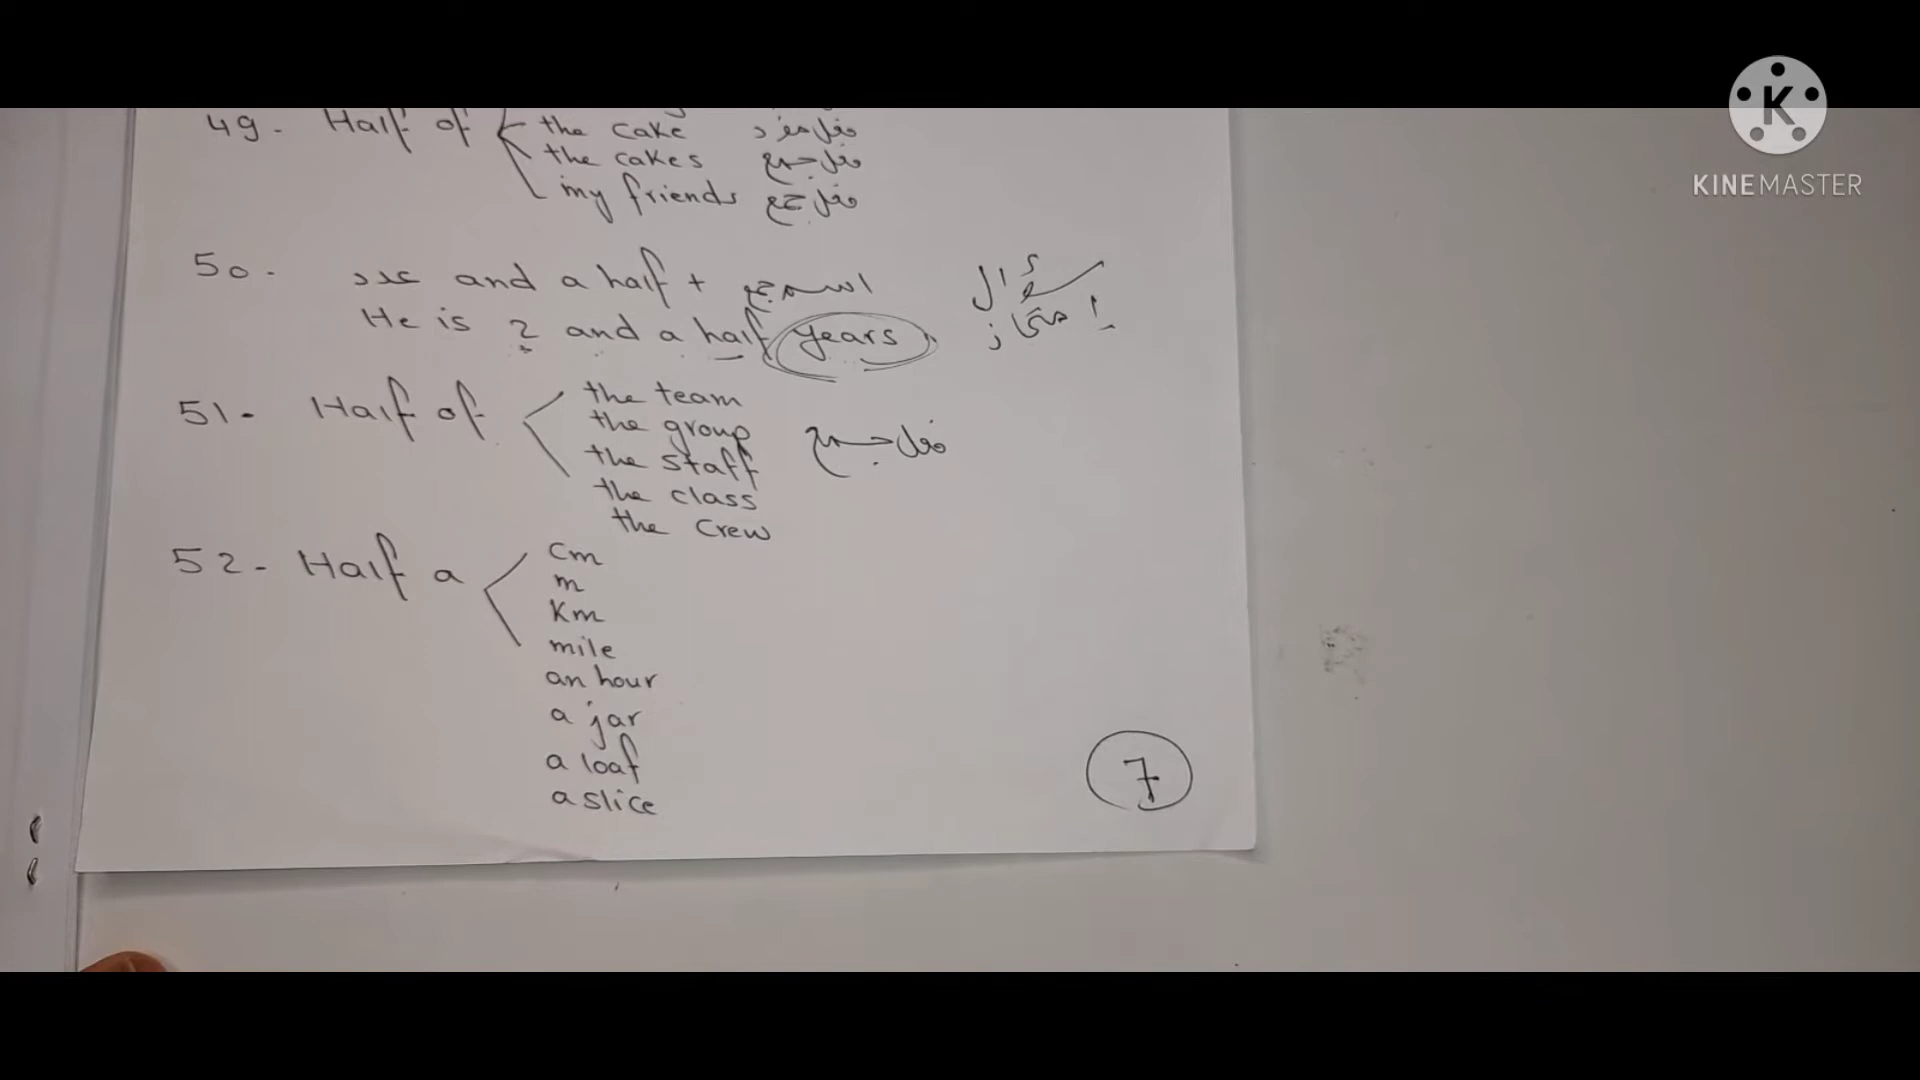 49- Half of the cake فعل مفرد
the cakes فعل جمع
my friends فعل جمع
50- عدد and a half + اسم جمع
He is 2 and a half years
سؤال
إمتحان
51- Half of the team
the group فعل جمع
the staff
the class
the crew
52- Half a cm
m
Km
mile
an hour
a jar
a loaf
a slice
7
K
KINEMASTER